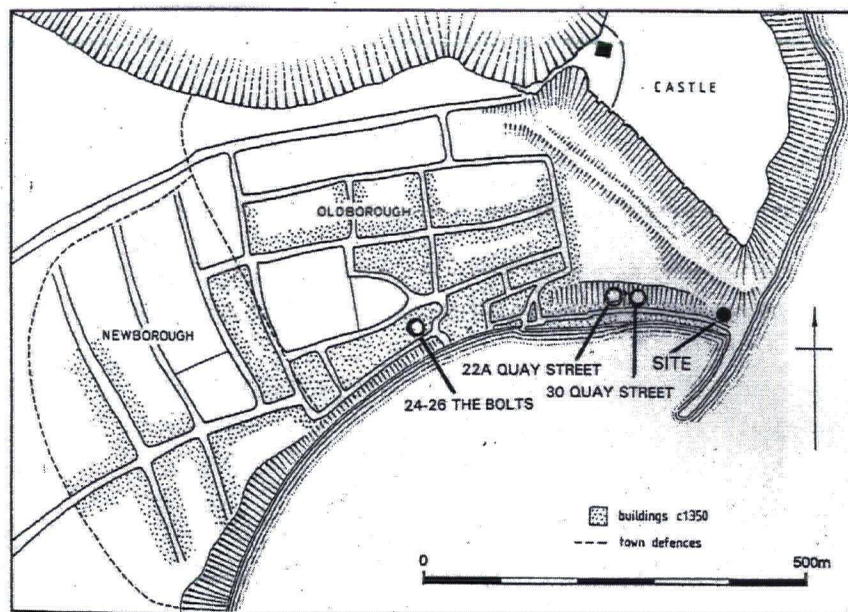 CASTLE
OLDBOROUGH
NEWBOROUGH
SITE
22A QUAY STREET
30 QUAY STREET
24-26 THE BOLTS
buildings c1350
town defences
0
500m